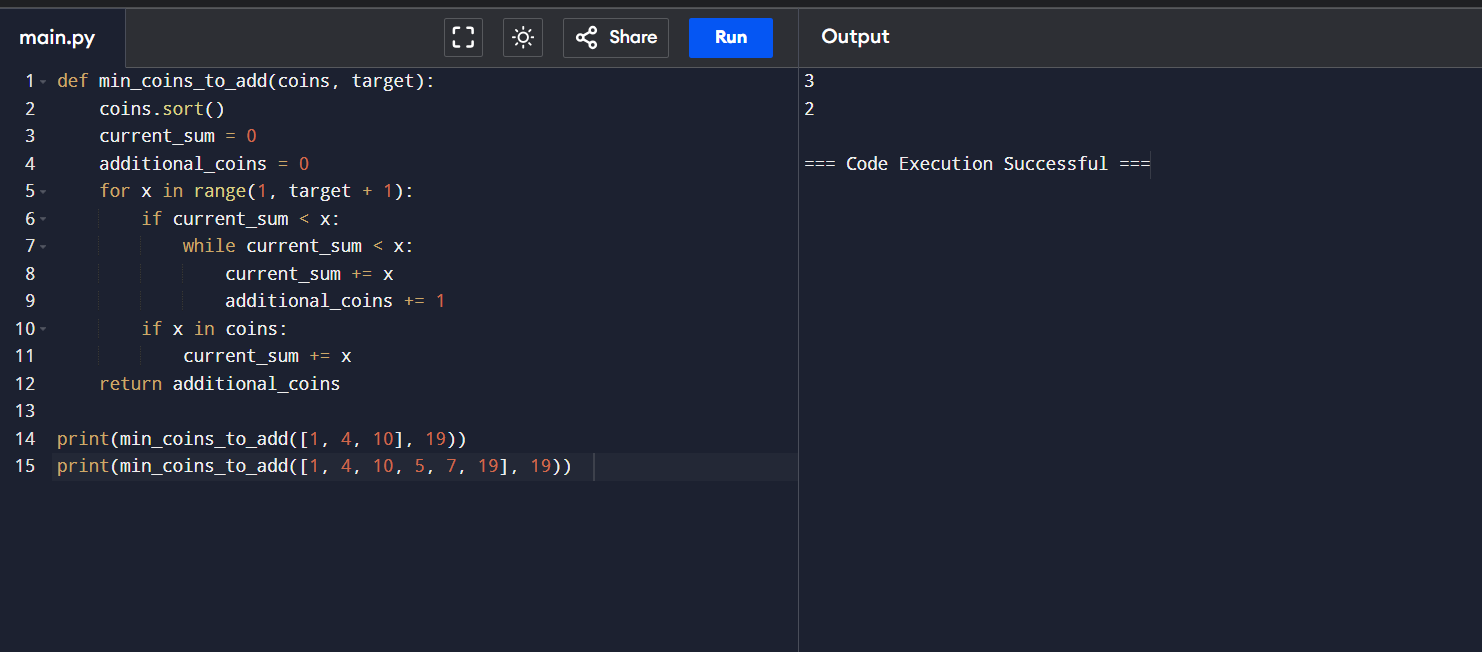 main.py
Share
Run
Output
1 def min_coins_to_add(coins, target):
2     coins.sort()
3     current_sum = 0
4     additional_coins = 0
5     for x in range(1, target + 1):
6         if current_sum < x:
7             while current_sum < x:
8                 current_sum += x
9                 additional_coins += 1
10         if x in coins:
11             current_sum += x
12     return additional_coins
13
14 print(min_coins_to_add([1, 4, 10], 19))
15 print(min_coins_to_add([1, 4, 10, 5, 7, 19], 19))
3
2
=== Code Execution Successful ===